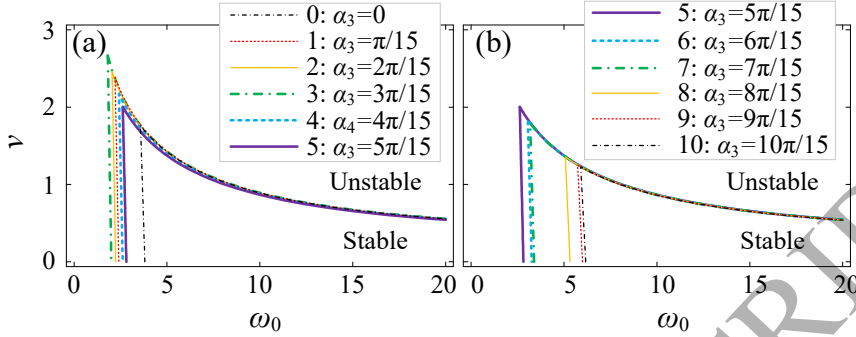 (a)
0: α₃=0
1: α₃=π/15
2: α₃=2π/15
3: α₃=3π/15
4: α₄=4π/15
5: α₃=5π/15
3
2
1
0
ν
Unstable
Stable
0 5 10 15 20
ω₀
(b)
5: α₃=5π/15
6: α₃=6π/15
7: α₃=7π/15
8: α₃=8π/15
9: α₃=9π/15
10: α₃=10π/15
Unstable
Stable
0 5 10 15 20
ω₀